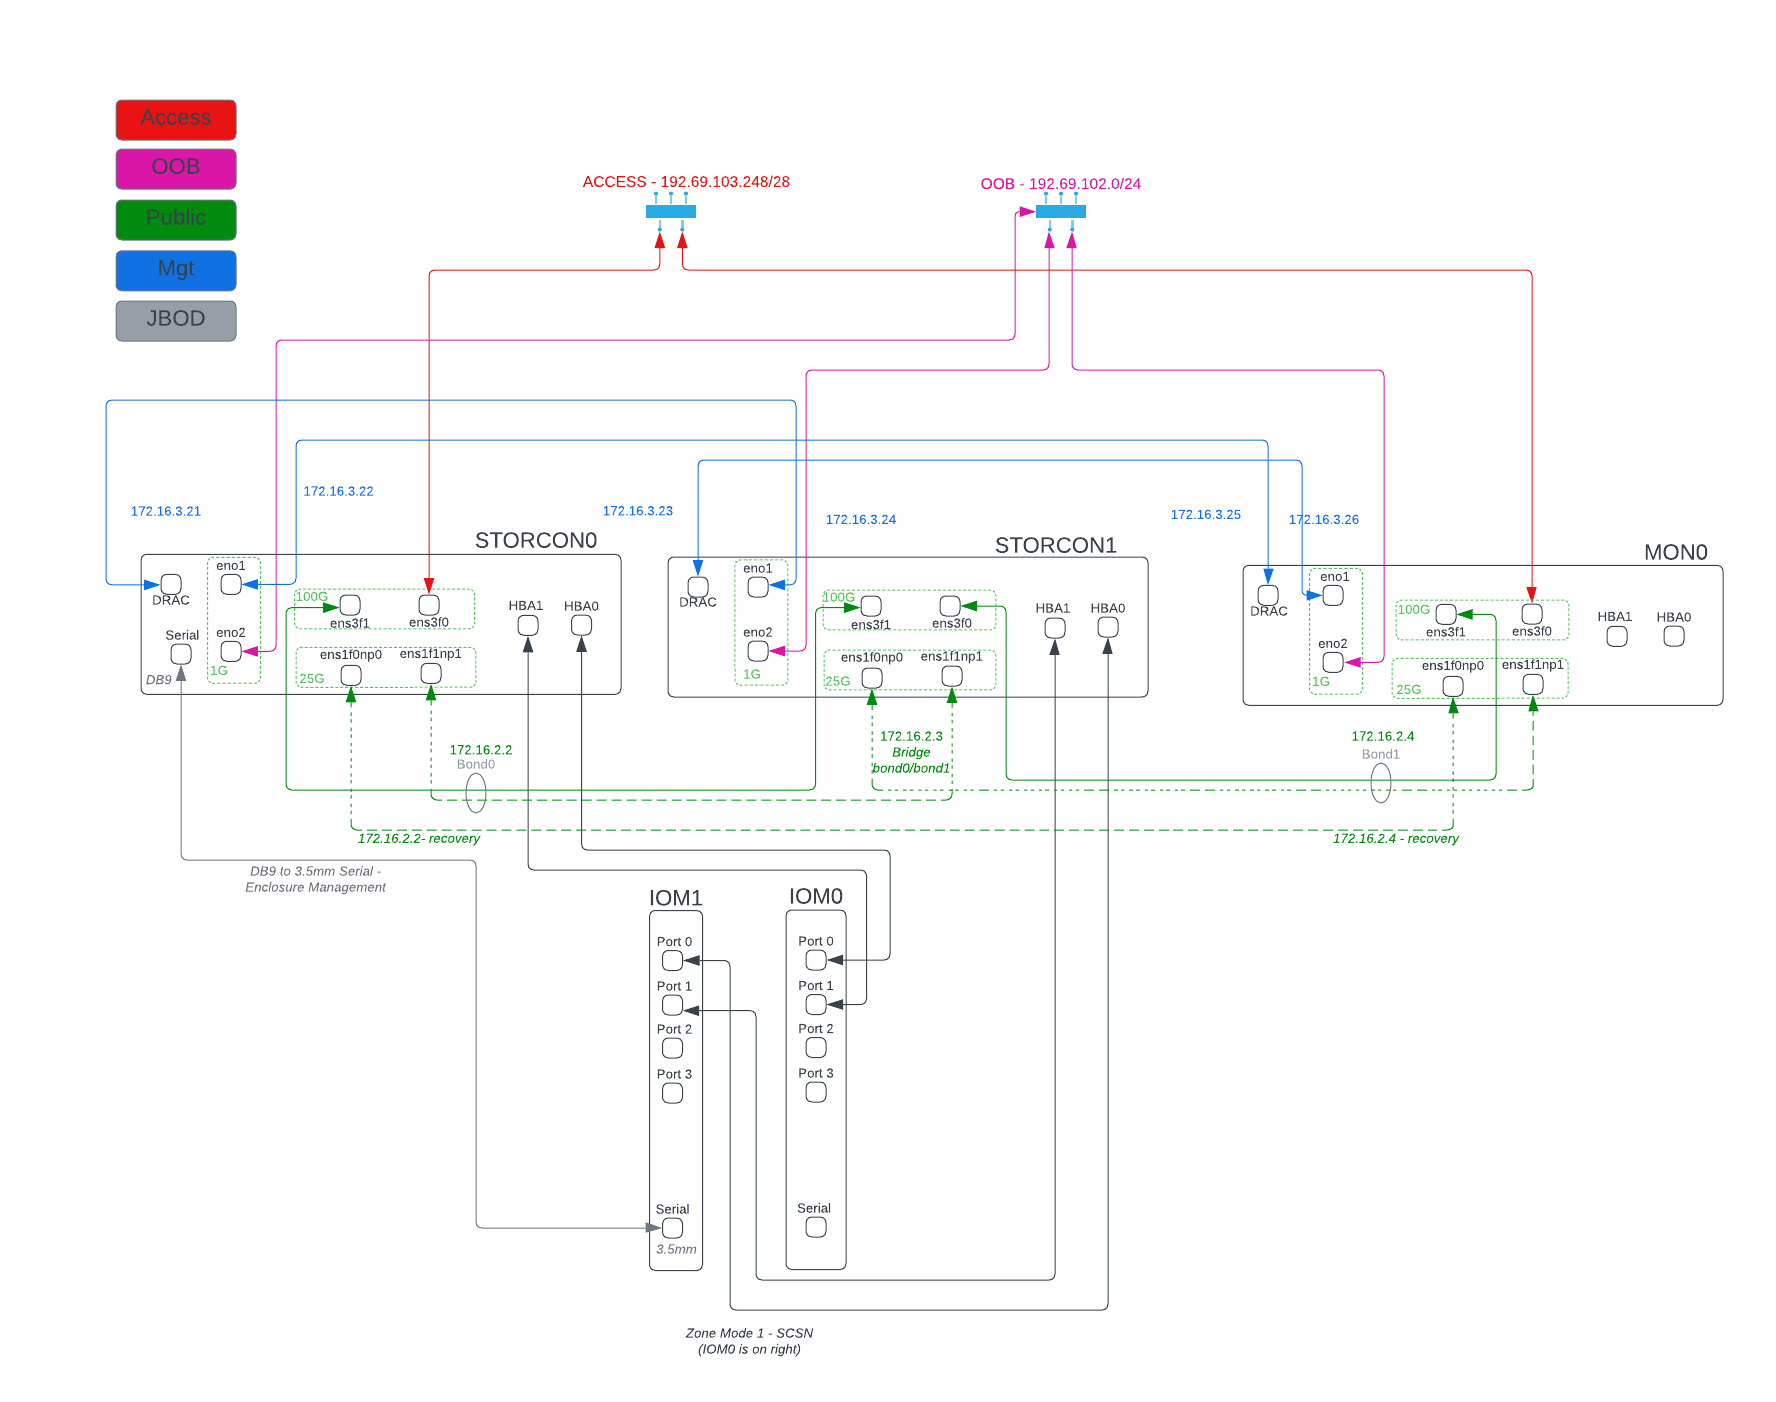 Access
OOB
Public
Mgt
JBOD
ACCESS - 192.69.103.248/28
OOB - 192.69.102.0/24
172.16.3.21
172.16.3.22
172.16.3.23
172.16.3.24
172.16.3.25
172.16.3.26
STORCON0
DRAC
eno1
Serial
DB9
eno2
1G
100G
ens3f1
ens3f0
ens1f0np0
ens1f1np1
25G
HBA1
HBA0
STORCON1
DRAC
eno1
eno2
1G
100G
ens3f1
ens3f0
ens1f0np0
ens1f1np1
25G
HBA1
HBA0
MON0
DRAC
eno1
eno2
1G
100G
ens3f1
ens3f0
ens1f0np0
ens1f1np1
25G
HBA1
HBA0
172.16.2.2
Bond0
172.16.2.3
Bridge
bond0/bond1
172.16.2.4
Bond1
172.16.2.2- recovery
172.16.2.4 - recovery
DB9 to 3.5mm Serial -
Enclosure Management
IOM1
Port 0
Port 1
Port 2
Port 3
Serial
3.5mm
IOM0
Port 0
Port 1
Port 2
Port 3
Serial
Zone Mode 1 - SCSN
(IOM0 is on right)